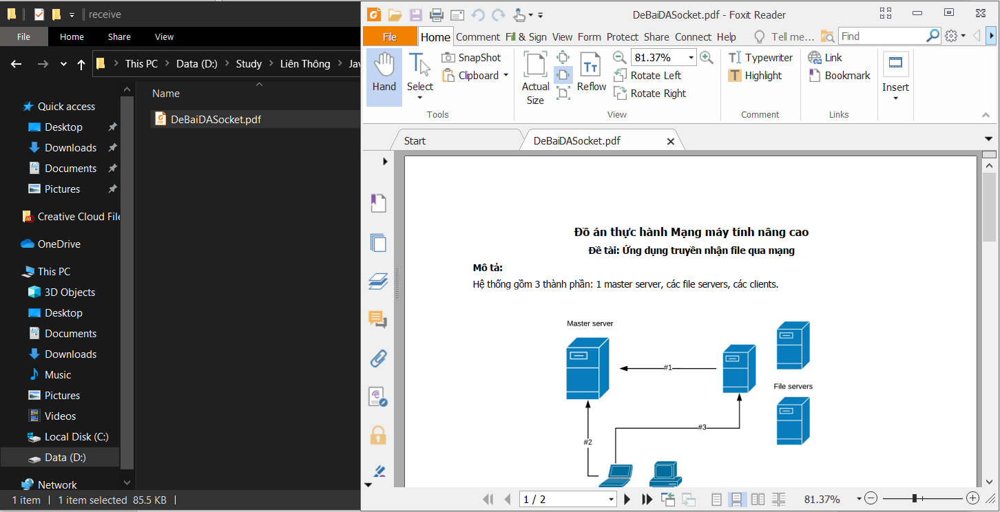 receive
File Home Share View
This PC Data (D:) Study Liên Thông Jav
Name
DeBaiDASocket.pdf
Quick access
Desktop
Downloads
Documents
Pictures
Creative Cloud File
OneDrive
This PC
3D Objects
Desktop
Documents
Downloads
Music
Pictures
Videos
Local Disk (C:)
Data (D:)
Network
1 item 1 item selected 85.5 KB
DeBaiDASocket.pdf - Foxit Reader
File Home Comment Fill & Sign View Form Protect Share Connect Help Tell me... Find
Hand
Select
SnapShot
Clipboard
Tools
Actual
Size
Reflow
81.37%
Rotate Left
Rotate Right
View
Typewriter
Highlight
Comment
Link
Bookmark
Links
Insert
Start
DeBaiDASocket.pdf
Đồ án thực hành Mạng máy tính nâng cao
Đề tài: Ứng dụng truyền nhận file qua mạng
Mô tả:
Hệ thống gồm 3 thành phần: 1 master server, các file servers, các clients.
Master server
#1
File servers
#3
#2
1 / 2
81.37%